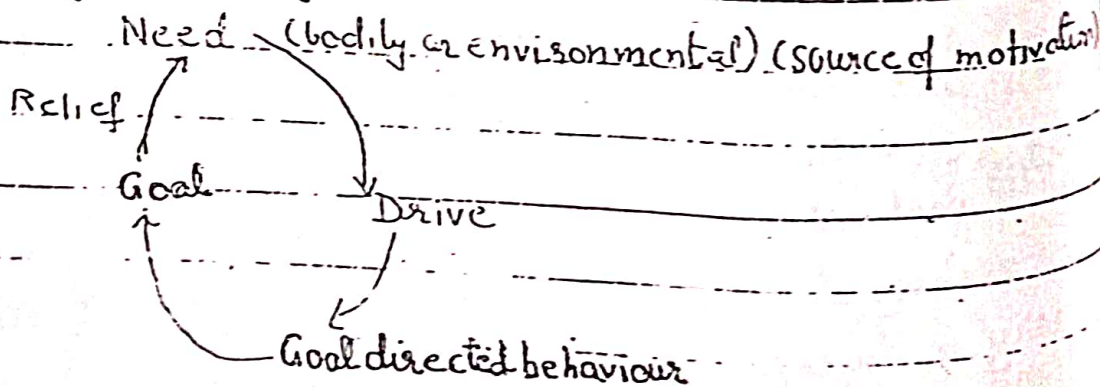 Need (bodily or environmental) (source of motivation)
Relief
Goal
Drive
Goal directed behaviour